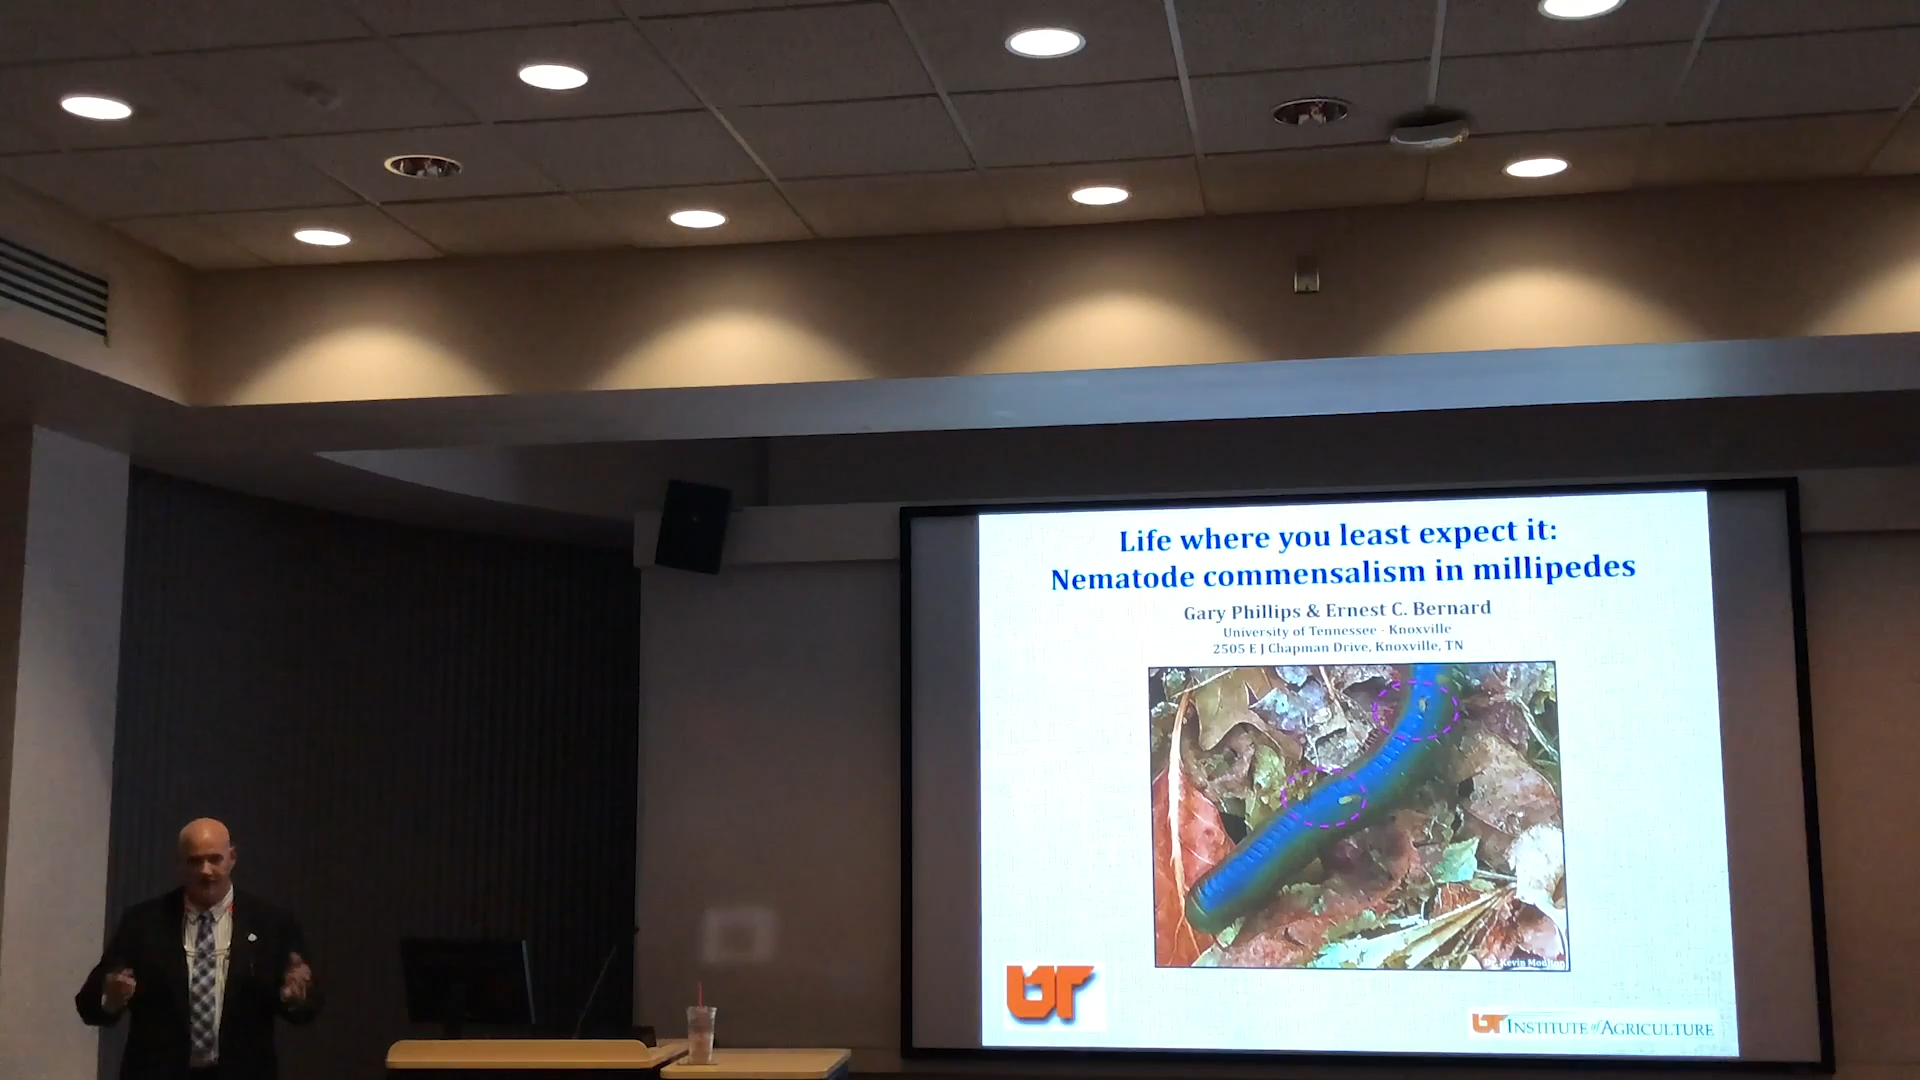 Life where you least expect it:
Nematode commensalism in millipedes
Gary Phillips & Ernest C. Bernard
University of Tennessee - Knoxville
2505 E J Chapman Drive, Knoxville, TN
Dr. Kevin Moulton
UT
UT INSTITUTE of AGRICULTURE